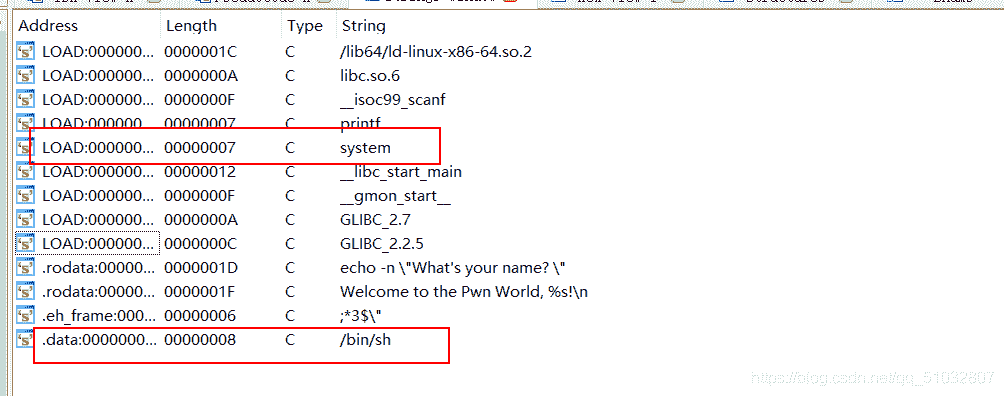 Address Length Type String
LOAD:000000... 0000001C C /lib64/ld-linux-x86-64.so.2
LOAD:000000... 0000000A C libc.so.6
LOAD:000000... 0000000F C __isoc99_scanf
LOAD:000000... 00000007 C printf
LOAD:000000... 00000007 C system
LOAD:000000... 00000012 C __libc_start_main
LOAD:000000... 0000000F C __gmon_start__
LOAD:000000... 0000000A C GLIBC_2.7
LOAD:000000... 0000000C C GLIBC_2.2.5
.rodata:00000... 0000001D C echo -n \"What's your name? \"
.rodata:00000... 0000001F C Welcome to the Pwn World, %s!\n
.eh_frame:000... 00000006 C ;*3$\"
.data:0000000... 00000008 C /bin/sh
https://blog.csdn.net/qq_51032807